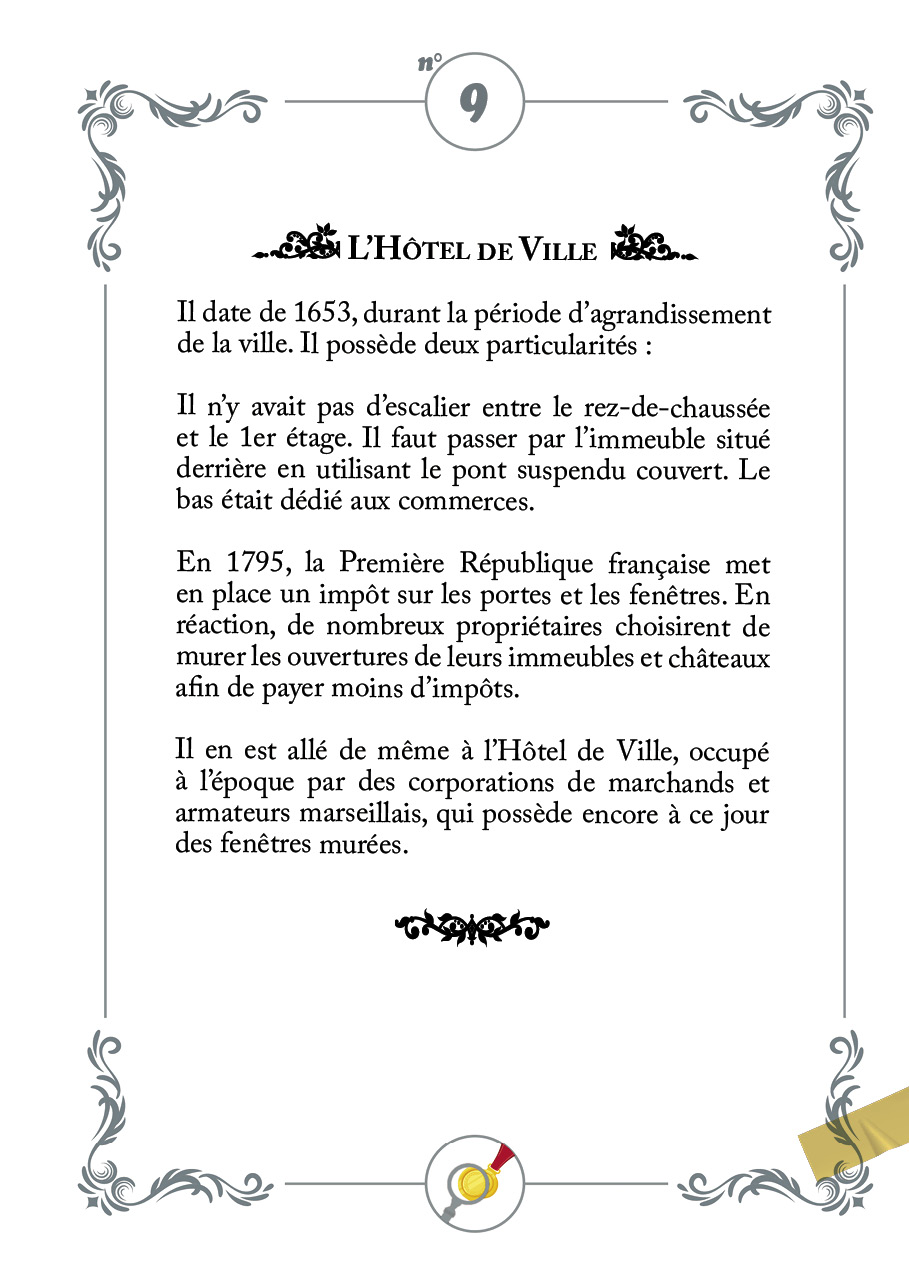 n°
9
L'Hôtel de Ville
Il date de 1653, durant la période d'agrandissement
de la ville. Il possède deux particularités :
Il n'y avait pas d'escalier entre le rez-de-chaussée
et le 1er étage. Il faut passer par l'immeuble situé
derrière en utilisant le pont suspendu couvert. Le
bas était dédié aux commerces.
En 1795, la Première République française met
en place un impôt sur les portes et les fenêtres. En
réaction, de nombreux propriétaires choisirent de
murer les ouvertures de leurs immeubles et châteaux
afin de payer moins d'impôts.
Il en est allé de même à l'Hôtel de Ville, occupé
à l'époque par des corporations de marchands et
armateurs marseillais, qui possède encore à ce jour
des fenêtres murées.